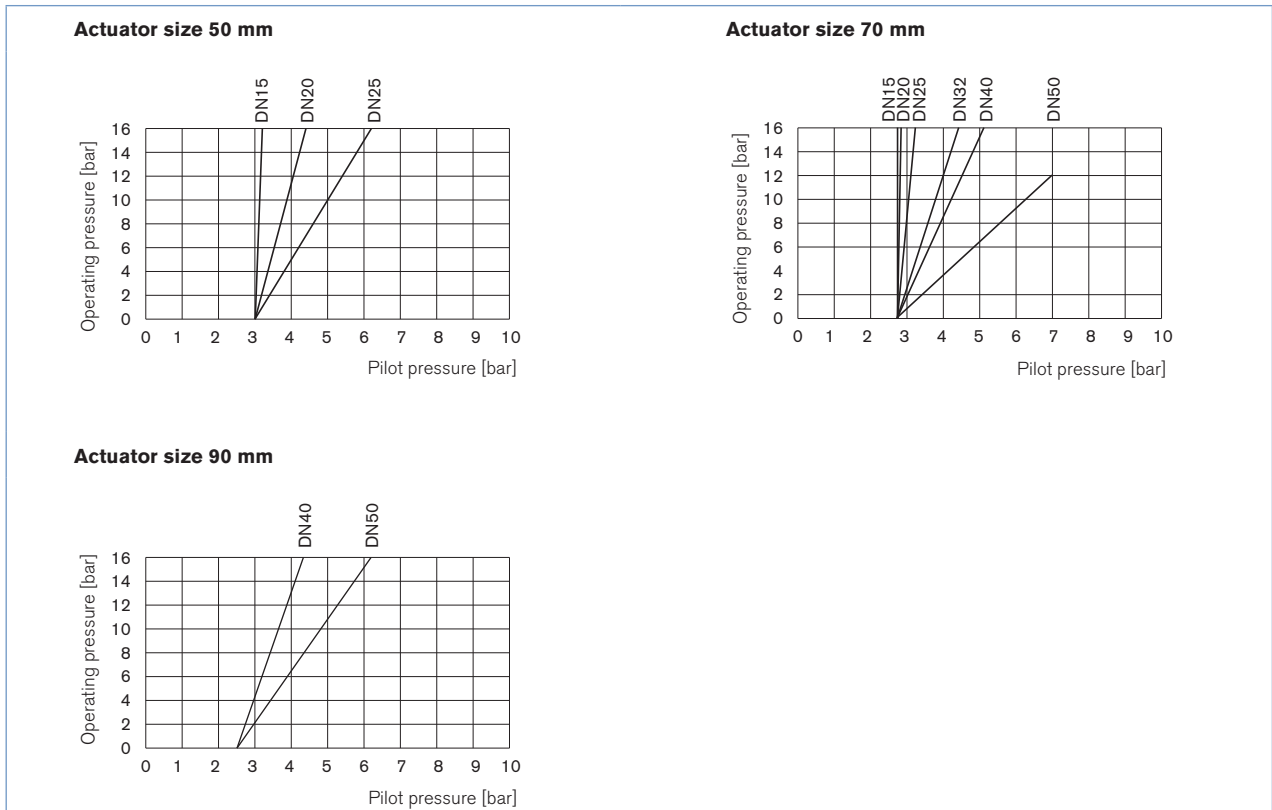 Actuator size 50 mm
DN15
DN20
DN25
Operating pressure [bar]
16
14
12
10
8
6
4
2
0
0 1 2 3 4 5 6 7 8 9 10
Pilot pressure [bar]
Actuator size 70 mm
DN15
DN20
DN25
DN32
DN40
DN50
Operating pressure [bar]
16
14
12
10
8
6
4
2
0
0 1 2 3 4 5 6 7 8 9 10
Pilot pressure [bar]
Actuator size 90 mm
DN40
DN50
Operating pressure [bar]
16
14
12
10
8
6
4
2
0
0 1 2 3 4 5 6 7 8 9 10
Pilot pressure [bar]